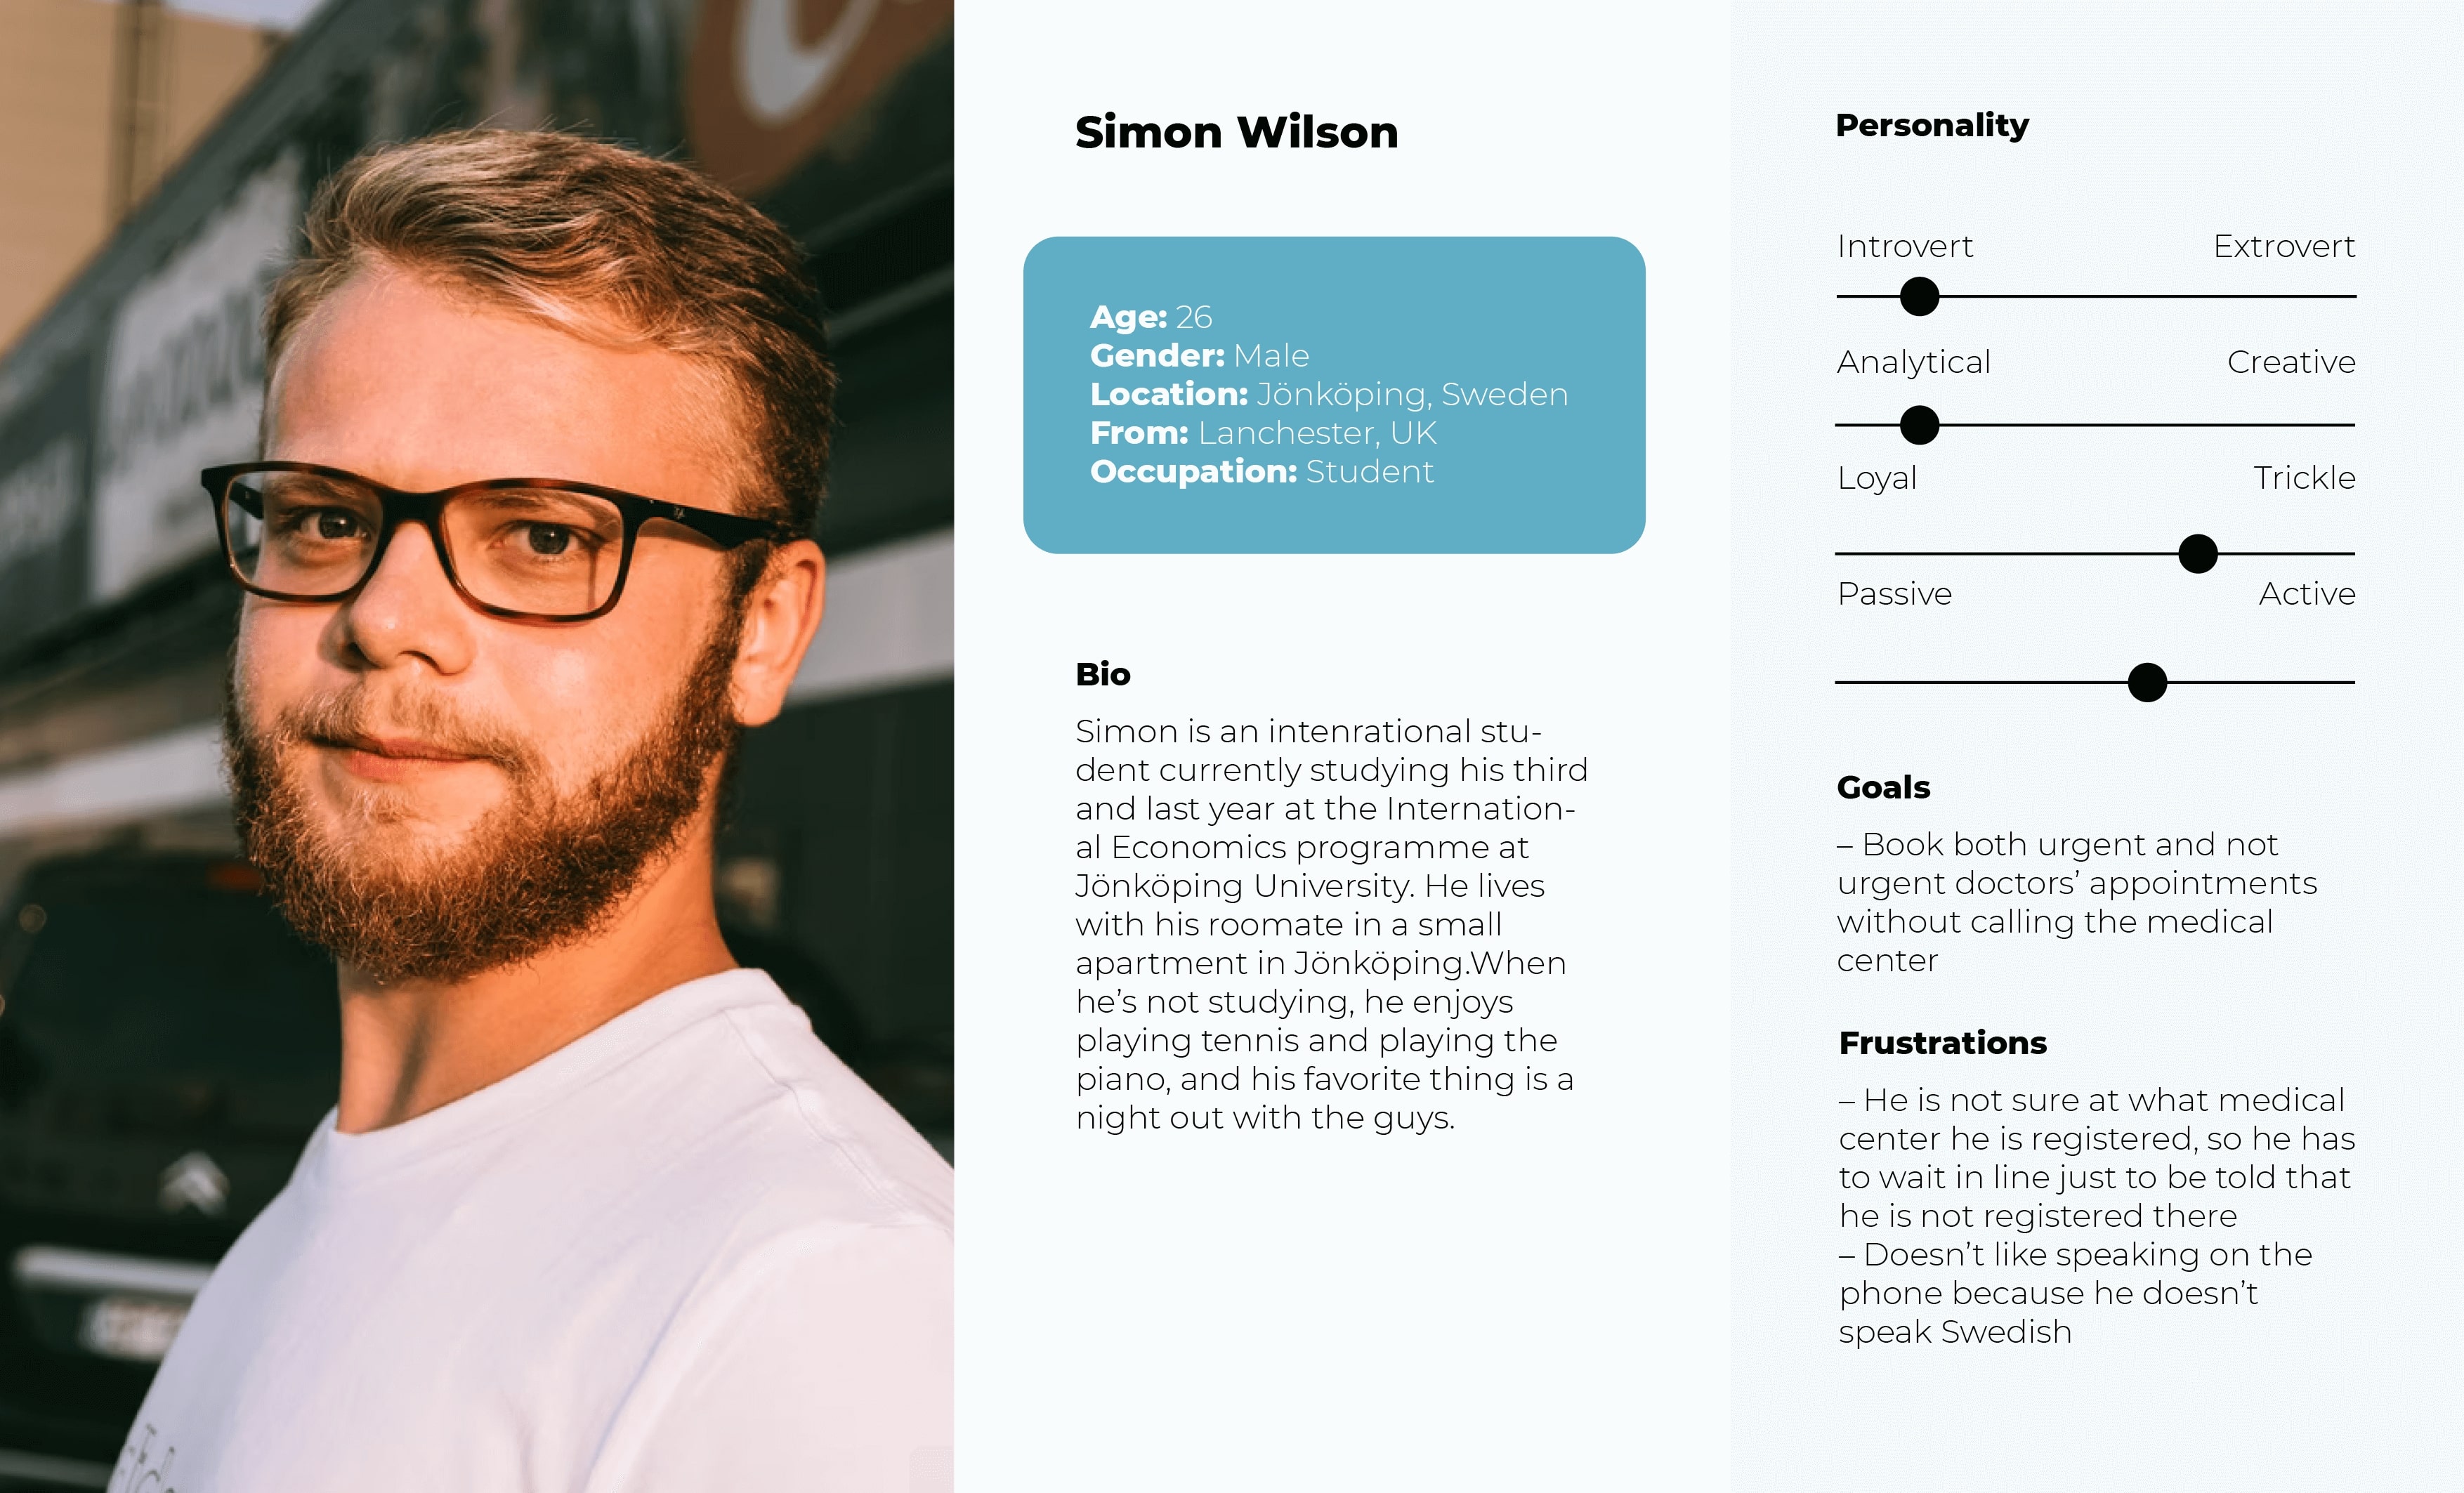 Simon Wilson
Age: 26
Gender: Male
Location: Jönköping, Sweden
From: Lanchester, UK
Occupation: Student
Bio
Simon is an intenrational stu-
dent currently studying his third
and last year at the Internation-
al Economics programme at
Jönköping University. He lives
with his roomate in a small
apartment in Jönköping.When
he’s not studying, he enjoys
playing tennis and playing the
piano, and his favorite thing is a
night out with the guys.
Personality
Introvert Extrovert
Analytical Creative
Loyal Trickle
Passive Active
Goals
– Book both urgent and not
urgent doctors’ appointments
without calling the medical
center
Frustrations
– He is not sure at what medical
center he is registered, so he has
to wait in line just to be told that
he is not registered there
– Doesn’t like speaking on the
phone because he doesn’t
speak Swedish